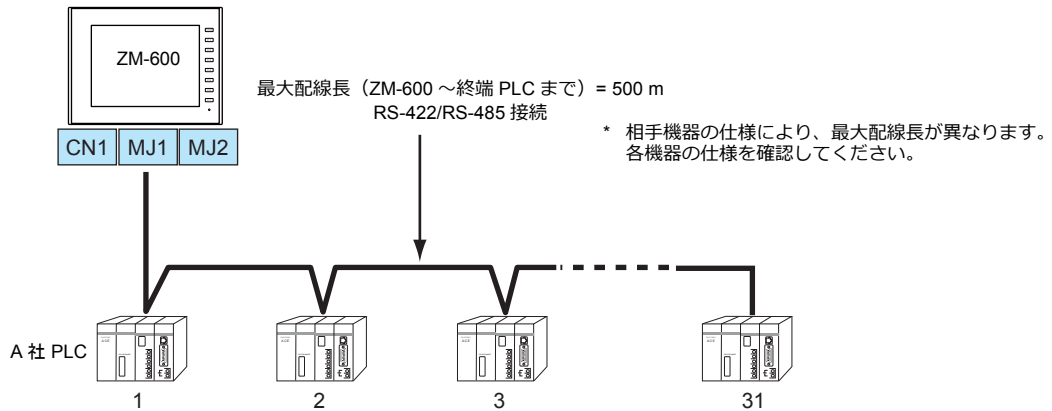 ZM-600
CN1 MJ1 MJ2
最大配線長（ZM-600 ～終端 PLC まで）= 500 m
RS-422/RS-485 接続
* 相手機器の仕様により、最大配線長が異なります。
各機器の仕様を確認してください。
A 社 PLC
1 2 3 31